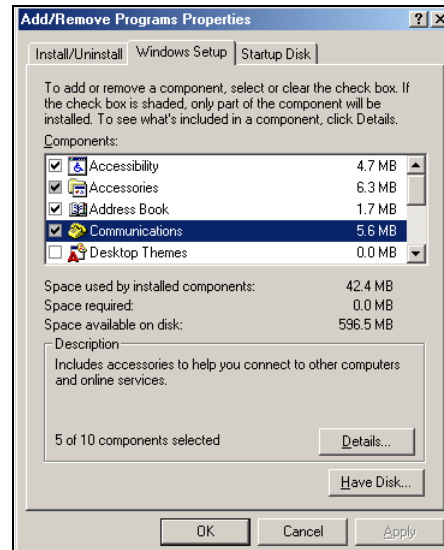 Add/Remove Programs Properties
Install/Uninstall Windows Setup Startup Disk
To add or remove a component, select or clear the check box. If
the check box is shaded, only part of the component will be
installed. To see what's included in a component, click Details.
Components:
Accessibility 4.7 MB
Accessories 6.3 MB
Address Book 1.7 MB
Communications 5.6 MB
Desktop Themes 0.0 MB
Space used by installed components: 42.4 MB
Space required: 0.0 MB
Space available on disk: 596.5 MB
Description
Includes accessories to help you connect to other computers
and online services.
5 of 10 components selected Details...
Have Disk...
OK Cancel Apply